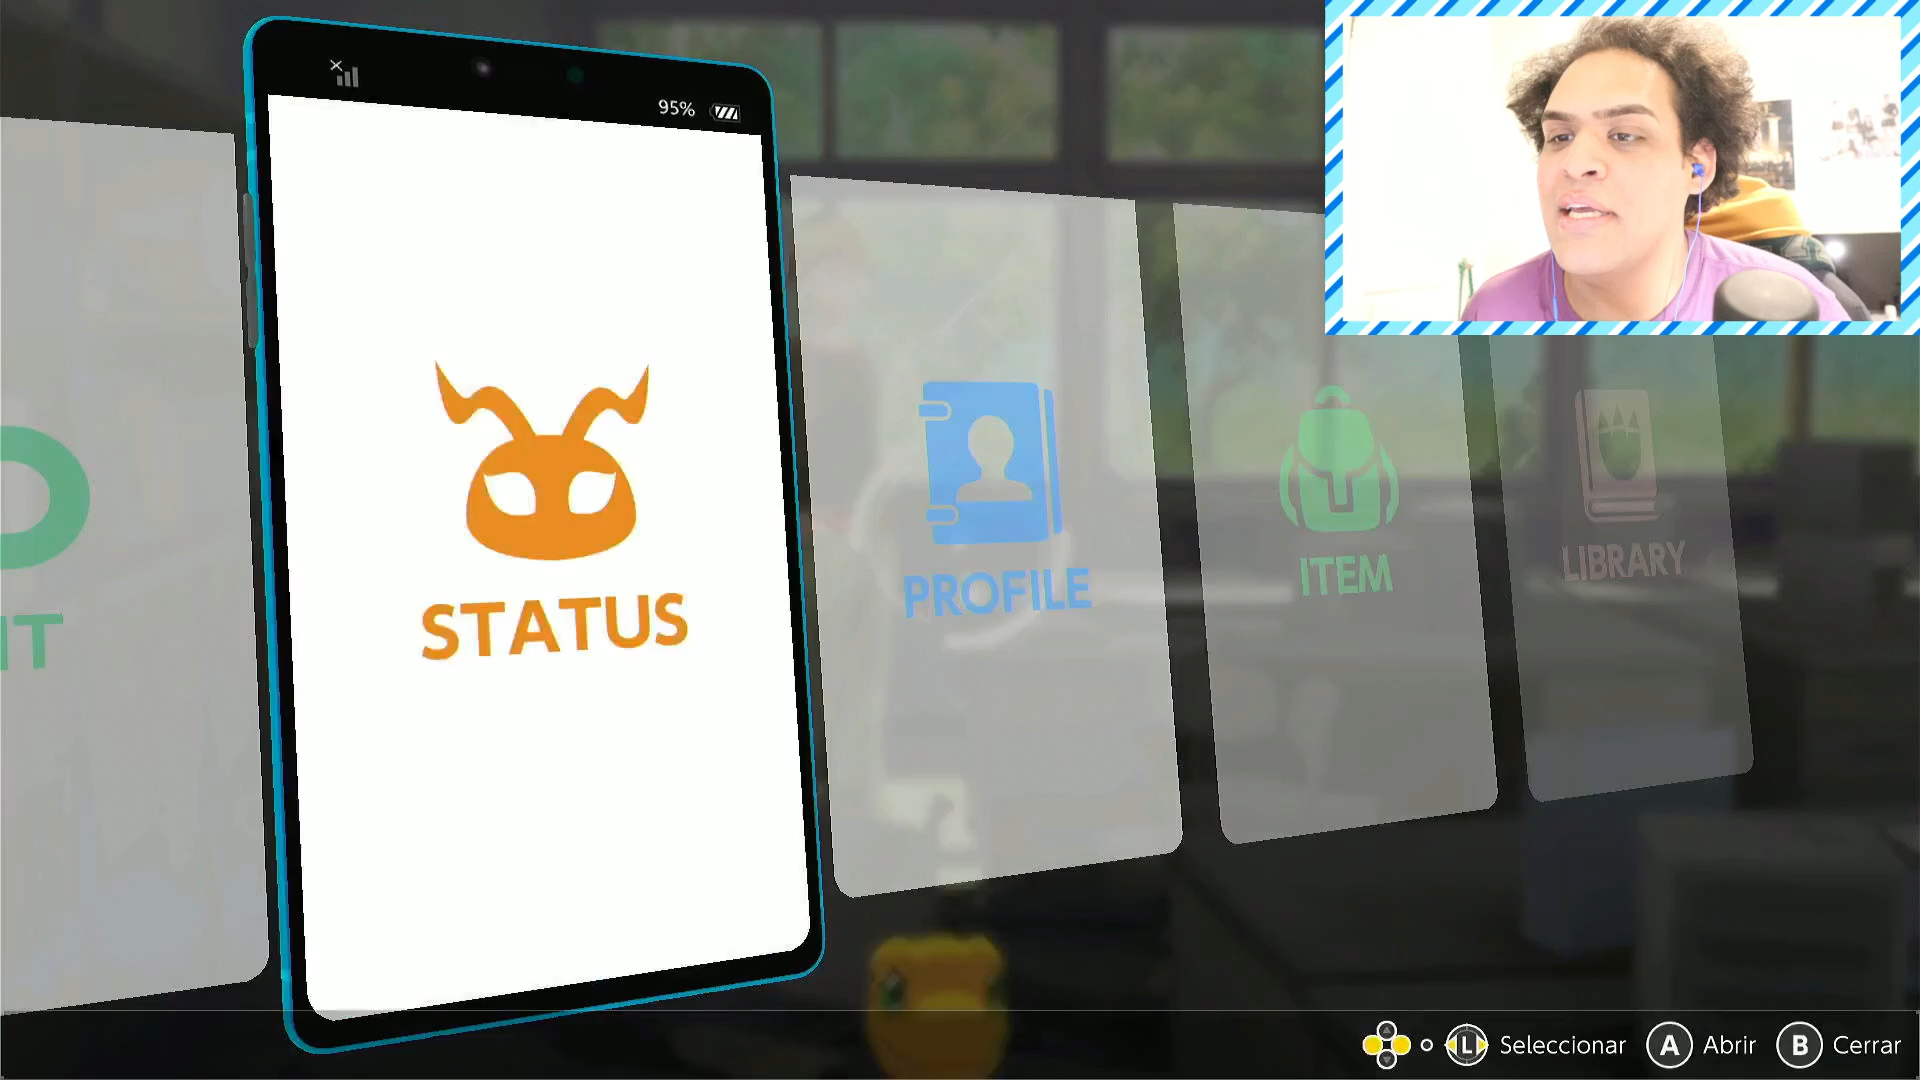 95%
IT
STATUS
PROFILE
ITEM
LIBRARY
L Seleccionar A Abrir B Cerrar